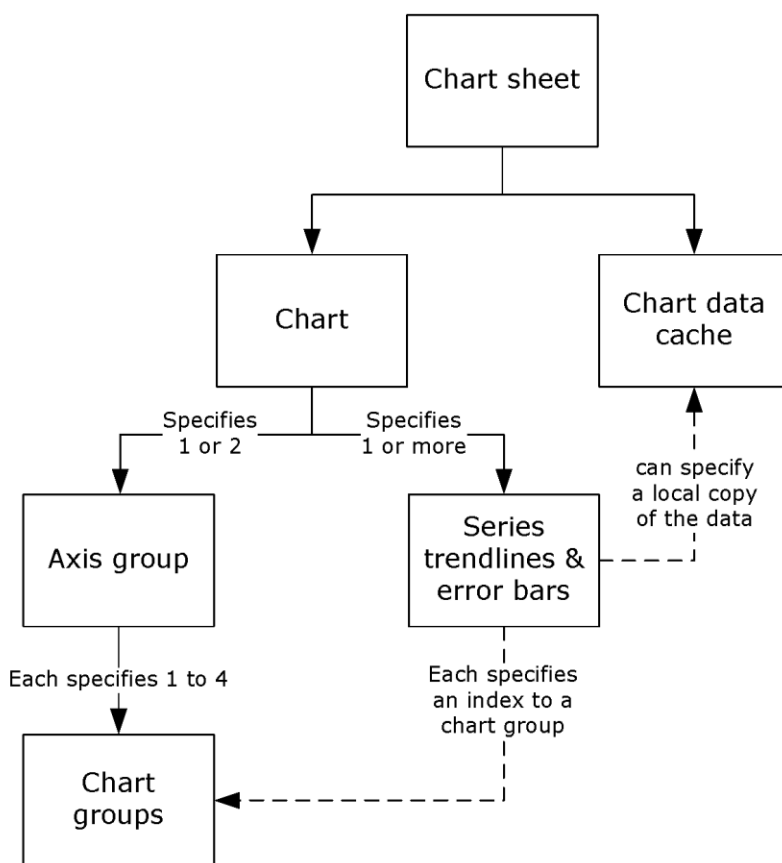 Chart sheet
Chart
Chart data
cache
Specifies
1 or 2
Specifies
1 or more
can specify
a local copy
of the data
Axis group
Series
trendlines &
error bars
Each specifies 1 to 4
Each specifies
an index to a
chart group
Chart
groups